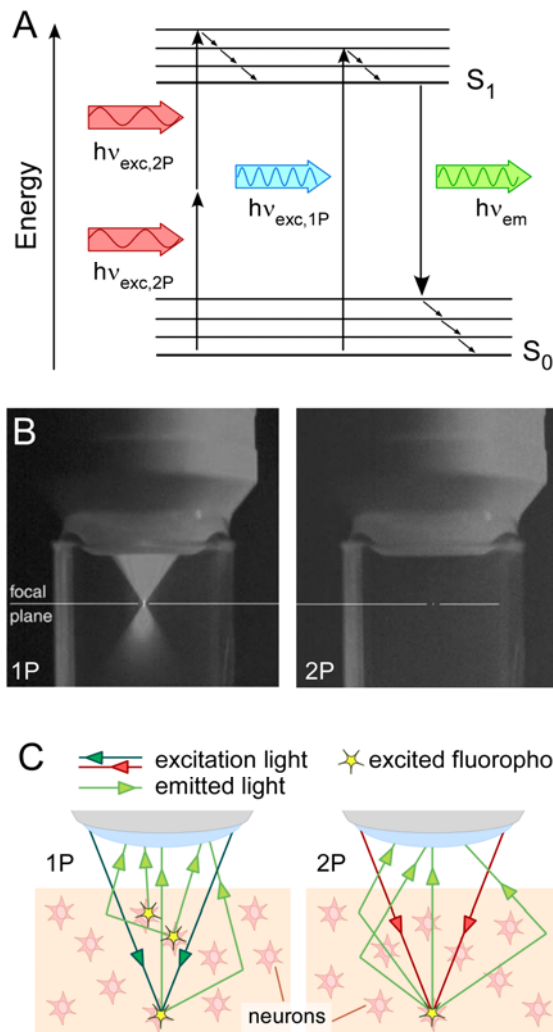 A
Energy
S1
hνexc,2P
hνexc,1P
hνem
hνexc,2P
S0
B
focal
plane
1P
2P
C
excitation light
excited fluoropho
emitted light
1P
2P
neurons